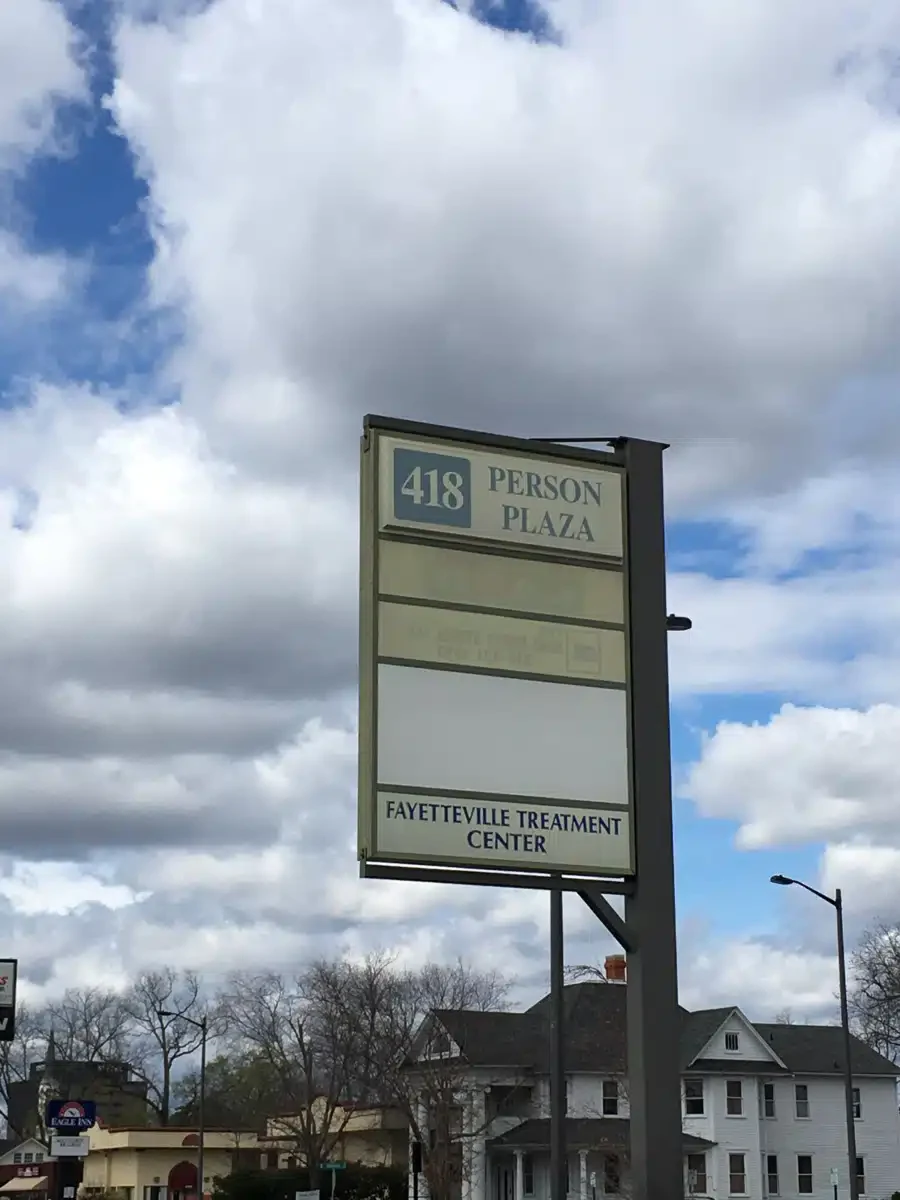 418 PERSON
PLAZA
FAYETTEVILLE TREATMENT
CENTER
EAGLE INN